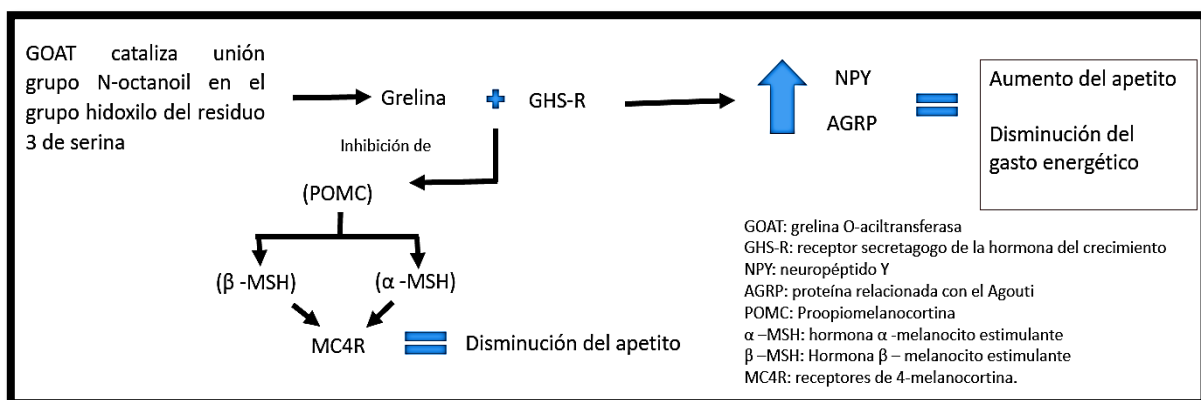 GOAT cataliza unión
grupo N-octanoil en el
grupo hidoxilo del residuo
3 de serina
Grelina
GHS-R
NPY
AGRP
Aumento del apetito
Disminución del
gasto energético
Inhibición de
(POMC)
(β -MSH)
(α -MSH)
MC4R
Disminución del apetito
GOAT: grelina O-aciltransferasa
GHS-R: receptor secretagogo de la hormona del crecimiento
NPY: neuropéptido Y
AGRP: proteína relacionada con el Agouti
POMC: Proopiomelanocortina
α –MSH: hormona α -melanocito estimulante
β –MSH: Hormona β – melanocito estimulante
MC4R: receptores de 4-melanocortina.